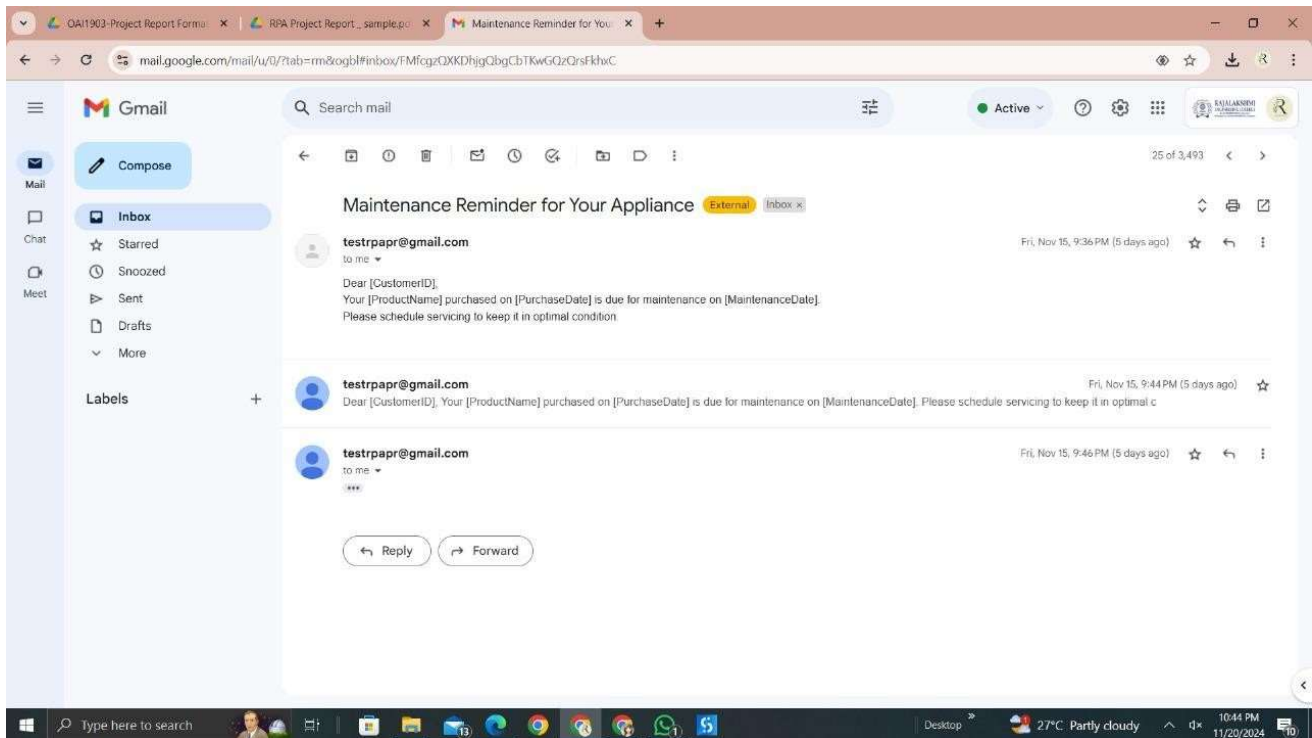 OAI1903-Project Report Forma
RPA Project Report_ sample.pd
Maintenance Reminder for You
mail.google.com/mail/u/0/?tab=rm&ogbl#inbox/FMfcgzQXKDhjgQbgCbTKwGQzQrsFkhxC
Gmail
Search mail
Active
RAJALAKSHMI
Mail
Compose
25 of 3,493
Inbox
Maintenance Reminder for Your Appliance External Inbox x
Chat
Starred
testrpapr@gmail.com
Fri, Nov 15, 9:36 PM (5 days ago)
to me
Snoozed
Meet
Sent
Drafts
More
Dear [CustomerID],
Your [ProductName] purchased on [PurchaseDate] is due for maintenance on [MaintenanceDate].
Please schedule servicing to keep it in optimal condition
Labels
testrpapr@gmail.com
Fri, Nov 15, 9:44 PM (5 days ago)
Dear [CustomerID], Your [ProductName] purchased on [PurchaseDate] is due for maintenance on [MaintenanceDate]. Please schedule servicing to keep it in optimal c
testrpapr@gmail.com
Fri, Nov 15, 9:46 PM (5 days ago)
to me
Reply
Forward
Type here to search
13
Desktop
27°C Partly cloudy
10:44 PM
11/20/2024
10